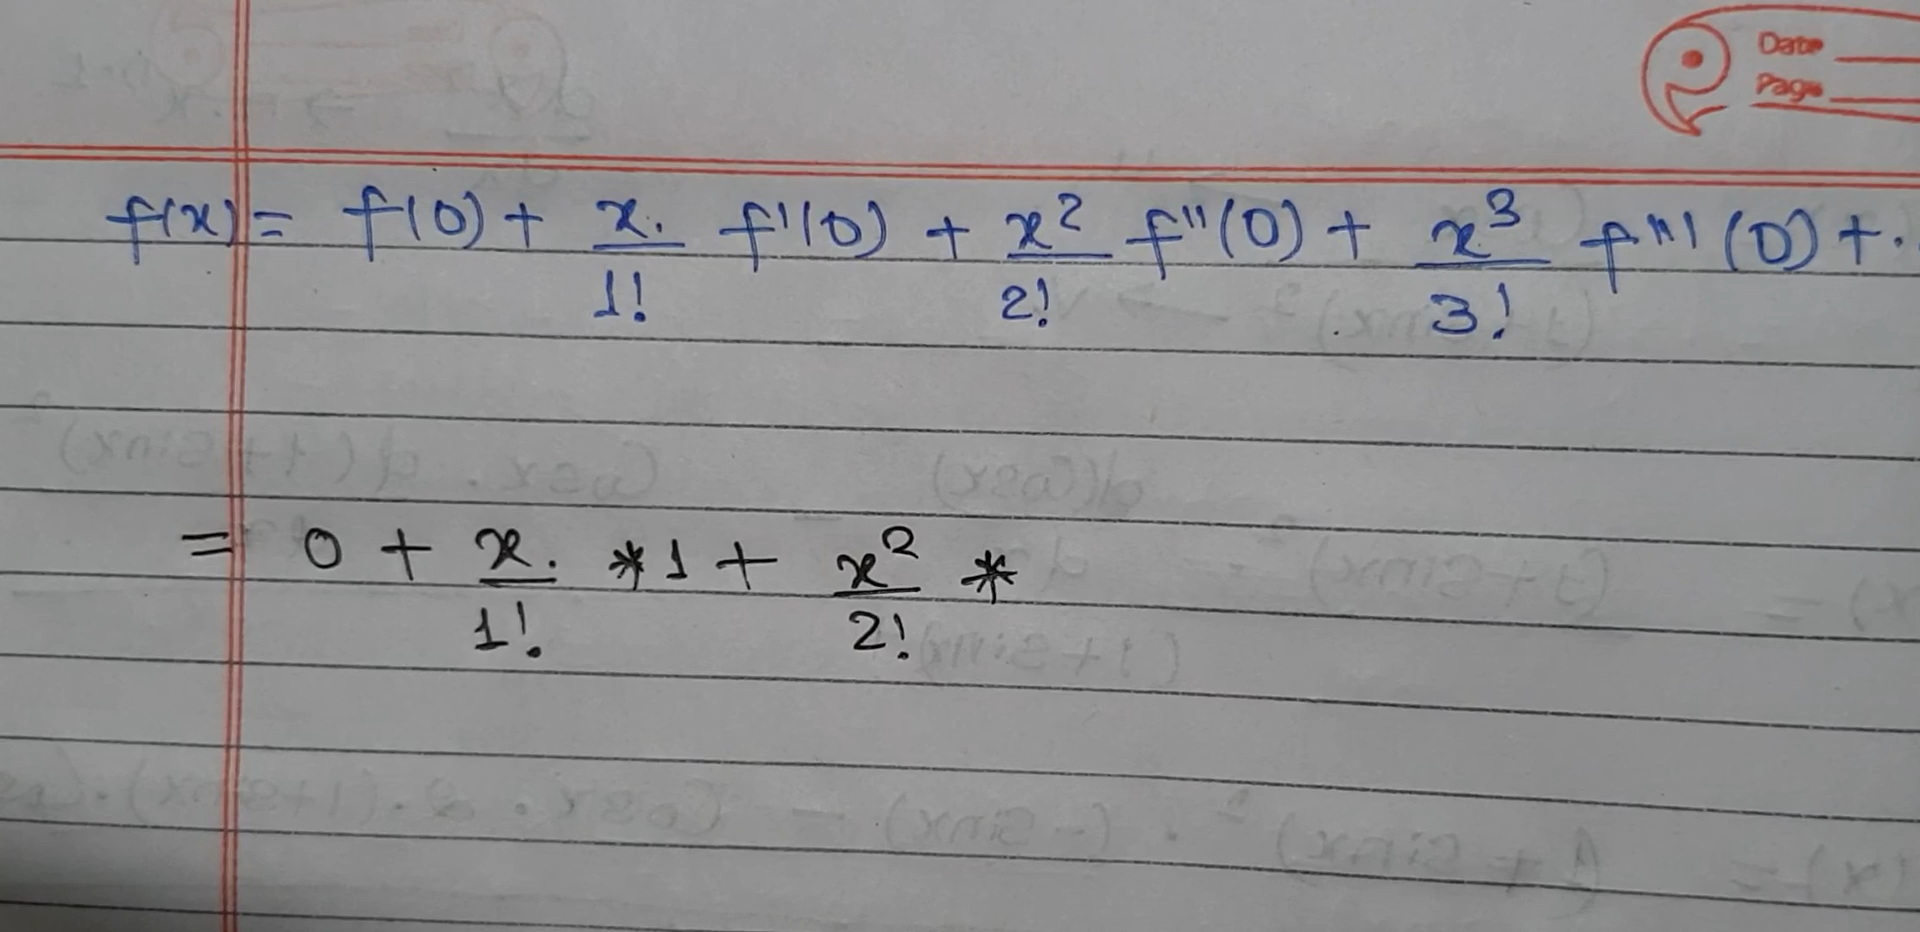 Date
Page
f(x) = f(0) + x/1! f'(0) + x²/2! f''(0) + x³/3! f'''(0) + .
= 0 + x/1! * 1 + x²/2! *